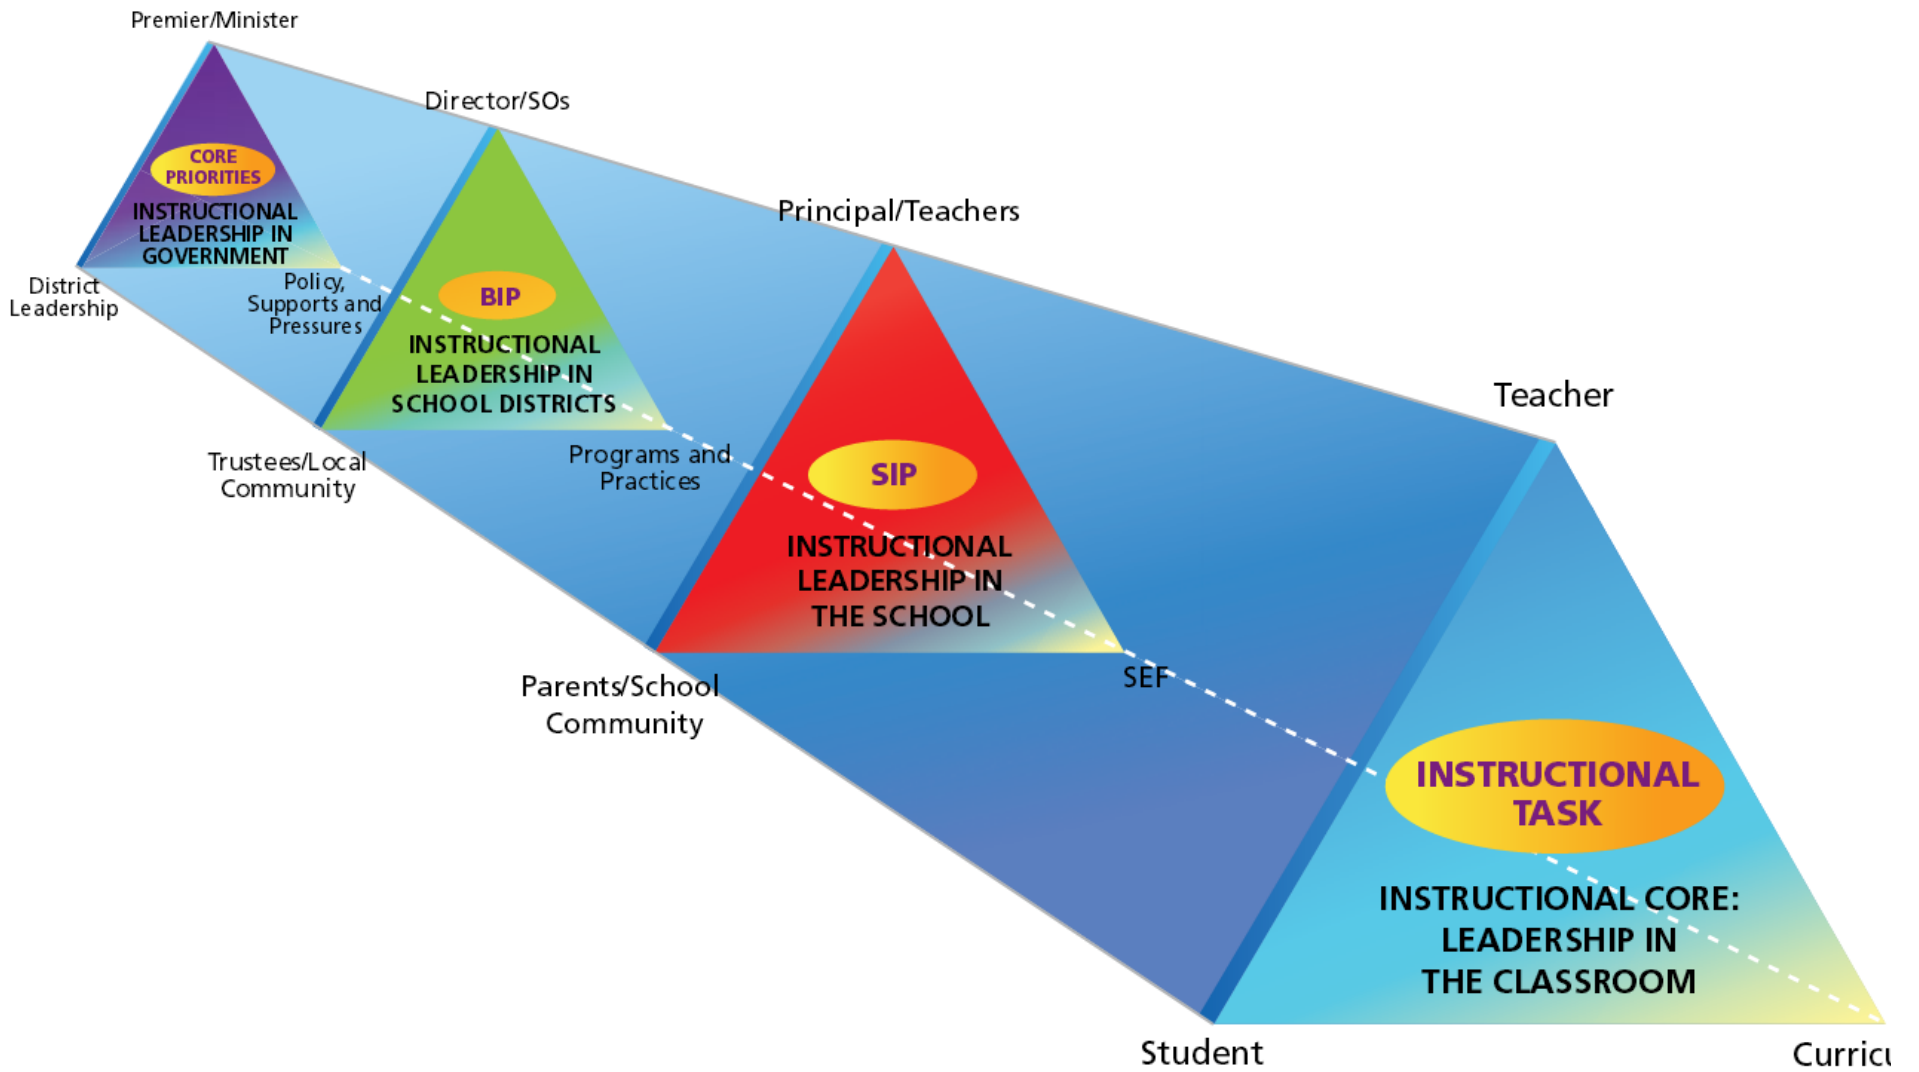 Premier/Minister
CORE
PRIORITIES
INSTRUCTIONAL
LEADERSHIP IN
GOVERNMENT
District
Leadership
Policy,
Supports and
Pressures
Director/SOs
BIP
INSTRUCTIONAL
LEADERSHIP IN
SCHOOL DISTRICTS
Trustees/Local
Community
Programs and
Practices
Principal/Teachers
SIP
INSTRUCTIONAL
LEADERSHIP IN
THE SCHOOL
Parents/School
Community
SEF
Teacher
INSTRUCTIONAL
TASK
INSTRUCTIONAL CORE:
LEADERSHIP IN
THE CLASSROOM
Student